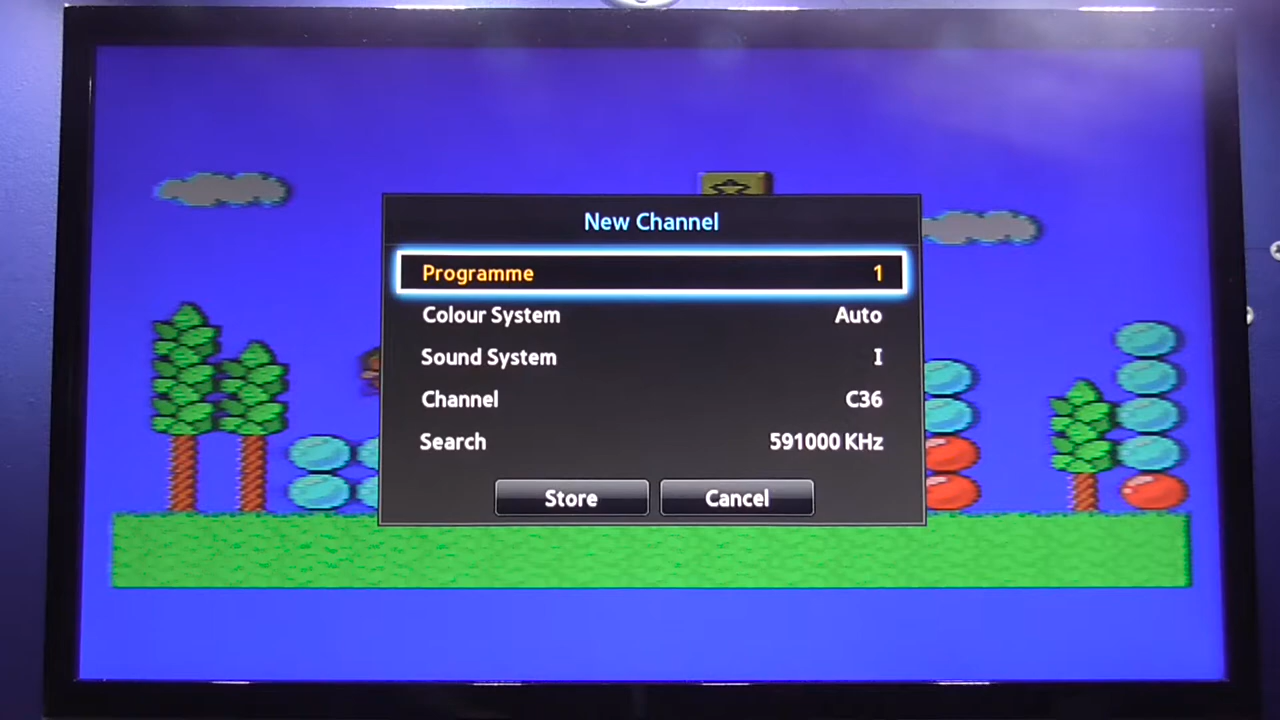 New Channel
Programme 1
Colour System Auto
Sound System I
Channel C36
Search 591000 KHz
Store Cancel